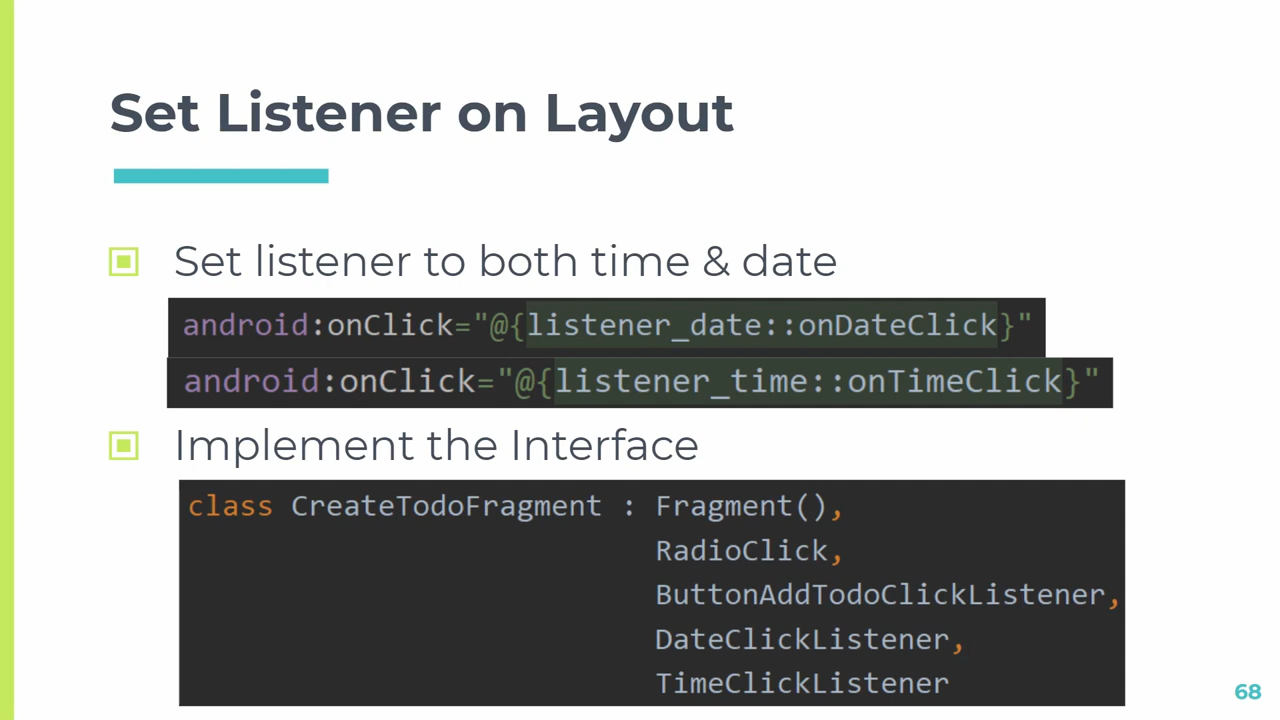 Set Listener on Layout
Set listener to both time & date
android:onClick="@{listener_date::onDateClick}"
android:onClick="@{listener_time::onTimeClick}"
Implement the Interface
class CreateTodoFragment : Fragment(),
RadioClick,
ButtonAddTodoClickListener,
DateClickListener,
TimeClickListener
68